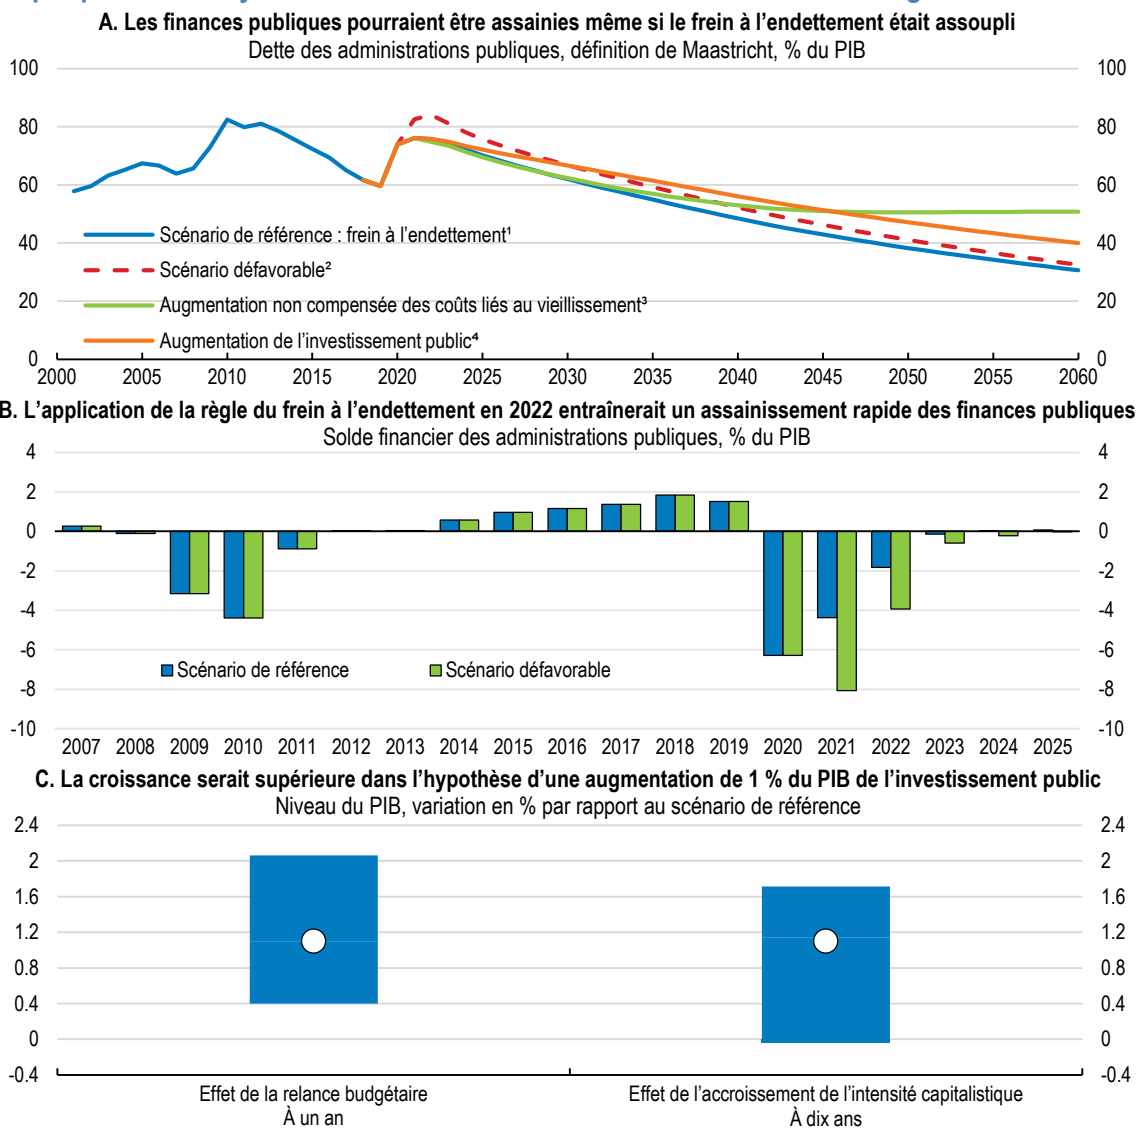 A. Les finances publiques pourraient être assainies même si le frein à l'endettement était assoupli
Dette des administrations publiques, définition de Maastricht, % du PIB
100 100
80 80
60 60
40 40
20 20
0 0
Scénario de référence : frein à l'endettement¹
Scénario défavorable²
Augmentation non compensée des coûts liés au vieillissement³
Augmentation de l'investissement public⁴
2000 2005 2010 2015 2020 2025 2030 2035 2040 2045 2050 2055 2060
B. L'application de la règle du frein à l'endettement en 2022 entraînerait un assainissement rapide des finances publiques
Solde financier des administrations publiques, % du PIB
4 4
2 2
0 0
-2 -2
-4 -4
-6 -6
-8 -8
-10 -10
Scénario de référence Scénario défavorable
2007 2008 2009 2010 2011 2012 2013 2014 2015 2016 2017 2018 2019 2020 2021 2022 2023 2024 2025
C. La croissance serait supérieure dans l'hypothèse d'une augmentation de 1 % du PIB de l'investissement public
Niveau du PIB, variation en % par rapport au scénario de référence
2.4 2.4
2 2
1.6 1.6
1.2 1.2
0.8 0.8
0.4 0.4
0 0
-0.4 -0.4
Effet de la relance budgétaire
À un an
Effet de l'accroissement de l'intensité capitalistique
À dix ans